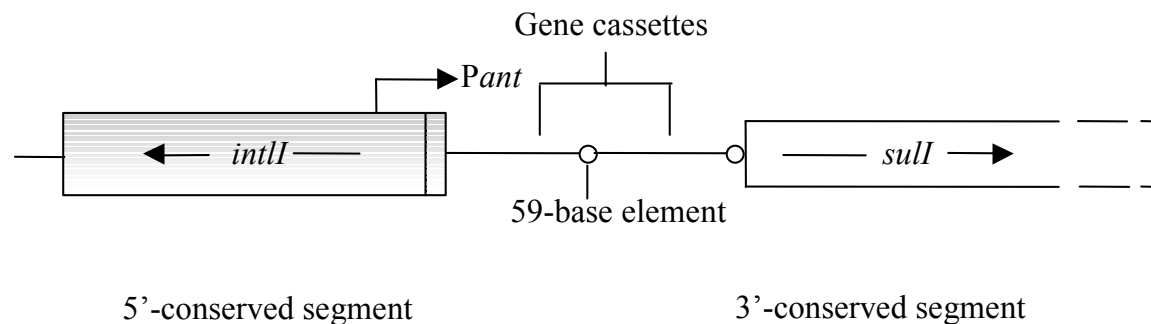 Gene cassettes
Pant
intlI
sulI
59-base element
5’-conserved segment
3’-conserved segment